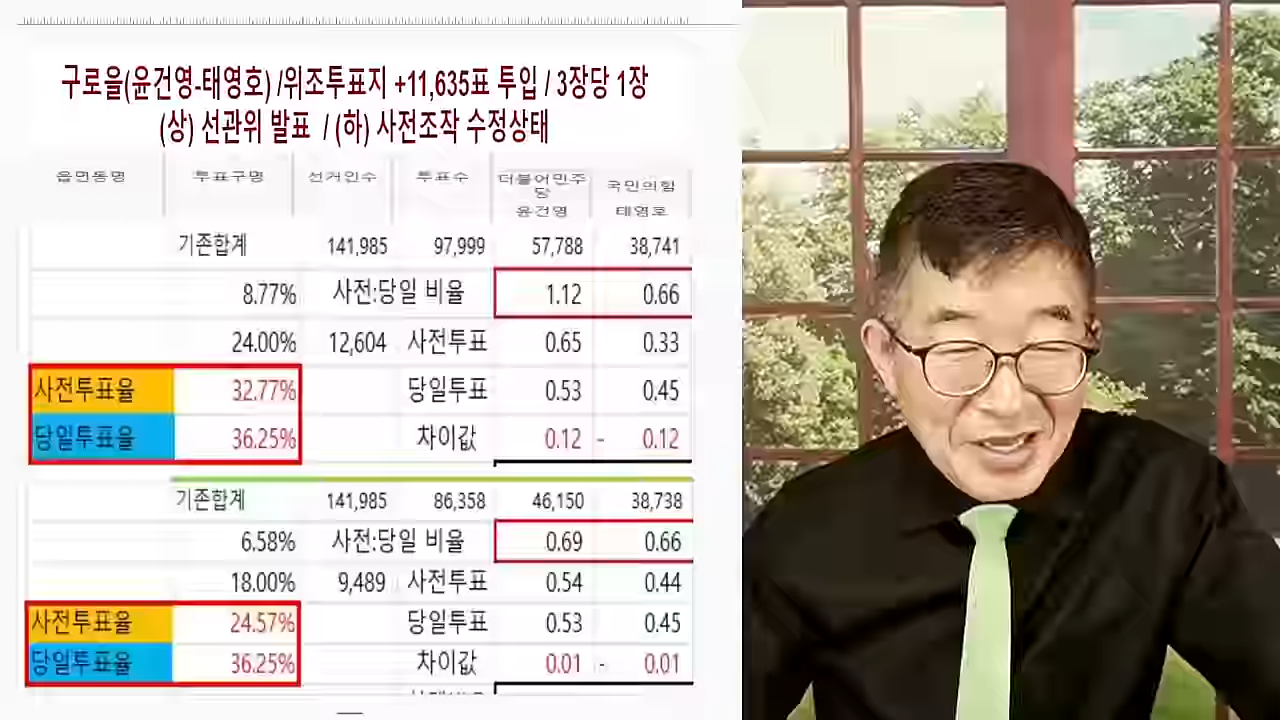 구로을(윤건영-태영호) /위조투표지 +11,635표 투입 / 3장당 1장
(상) 선관위 발표 / (하) 사전조작 수정상태
읍면동명 투표구명 선거인수 투표수 더불어민주당 윤건영 국민의힘 태영호
기존합계 141,985 97,999 57,788 38,741
8.77% 사전:당일 비율 1.12 0.66
24.00% 12,604 사전투표 0.65 0.33
사전투표율 32.77% 당일투표 0.53 0.45
당일투표율 36.25% 차이값 0.12 - 0.12
기존합계 141,985 86,358 46,150 38,738
6.58% 사전:당일 비율 0.69 0.66
18.00% 9,489 사전투표 0.54 0.44
사전투표율 24.57% 당일투표 0.53 0.45
당일투표율 36.25% 차이값 0.01 - 0.01